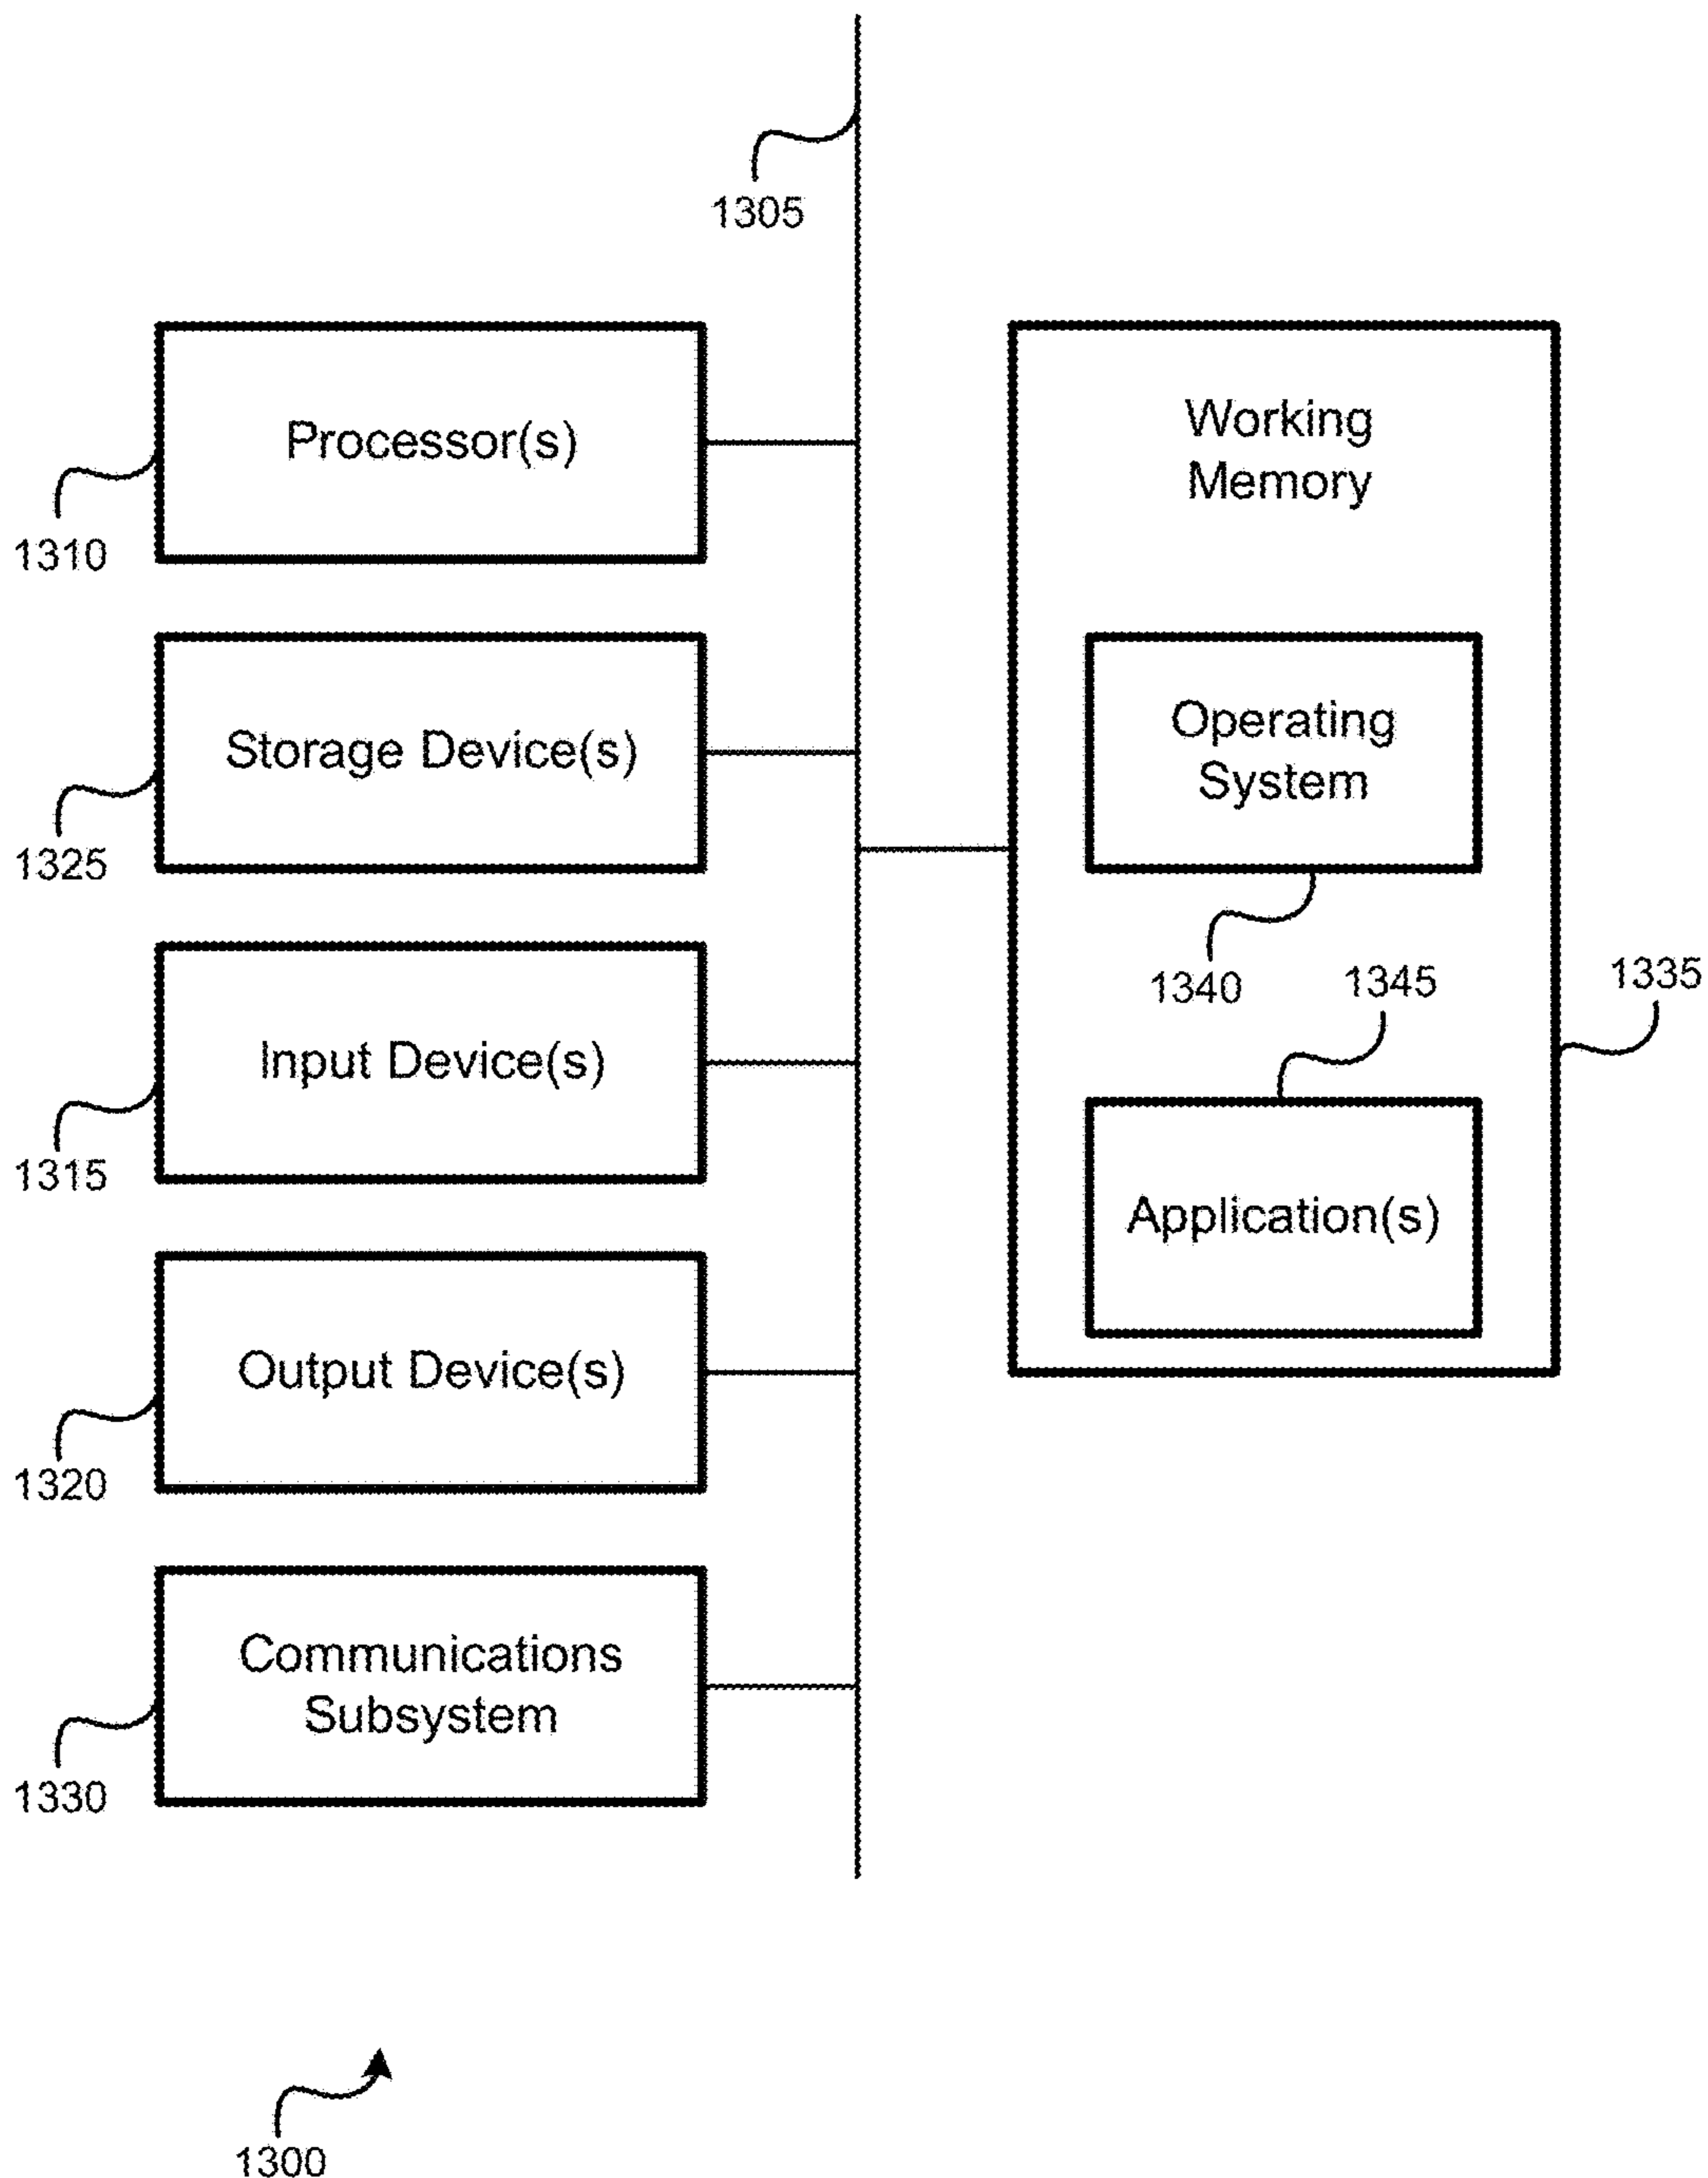 1305
Processor(s)
1310
Storage Device(s)
1325
Input Device(s)
1315
Output Device(s)
1320
Communications
Subsystem
1330
Working
Memory
Operating
System
1340
1345
1335
Application(s)
1300